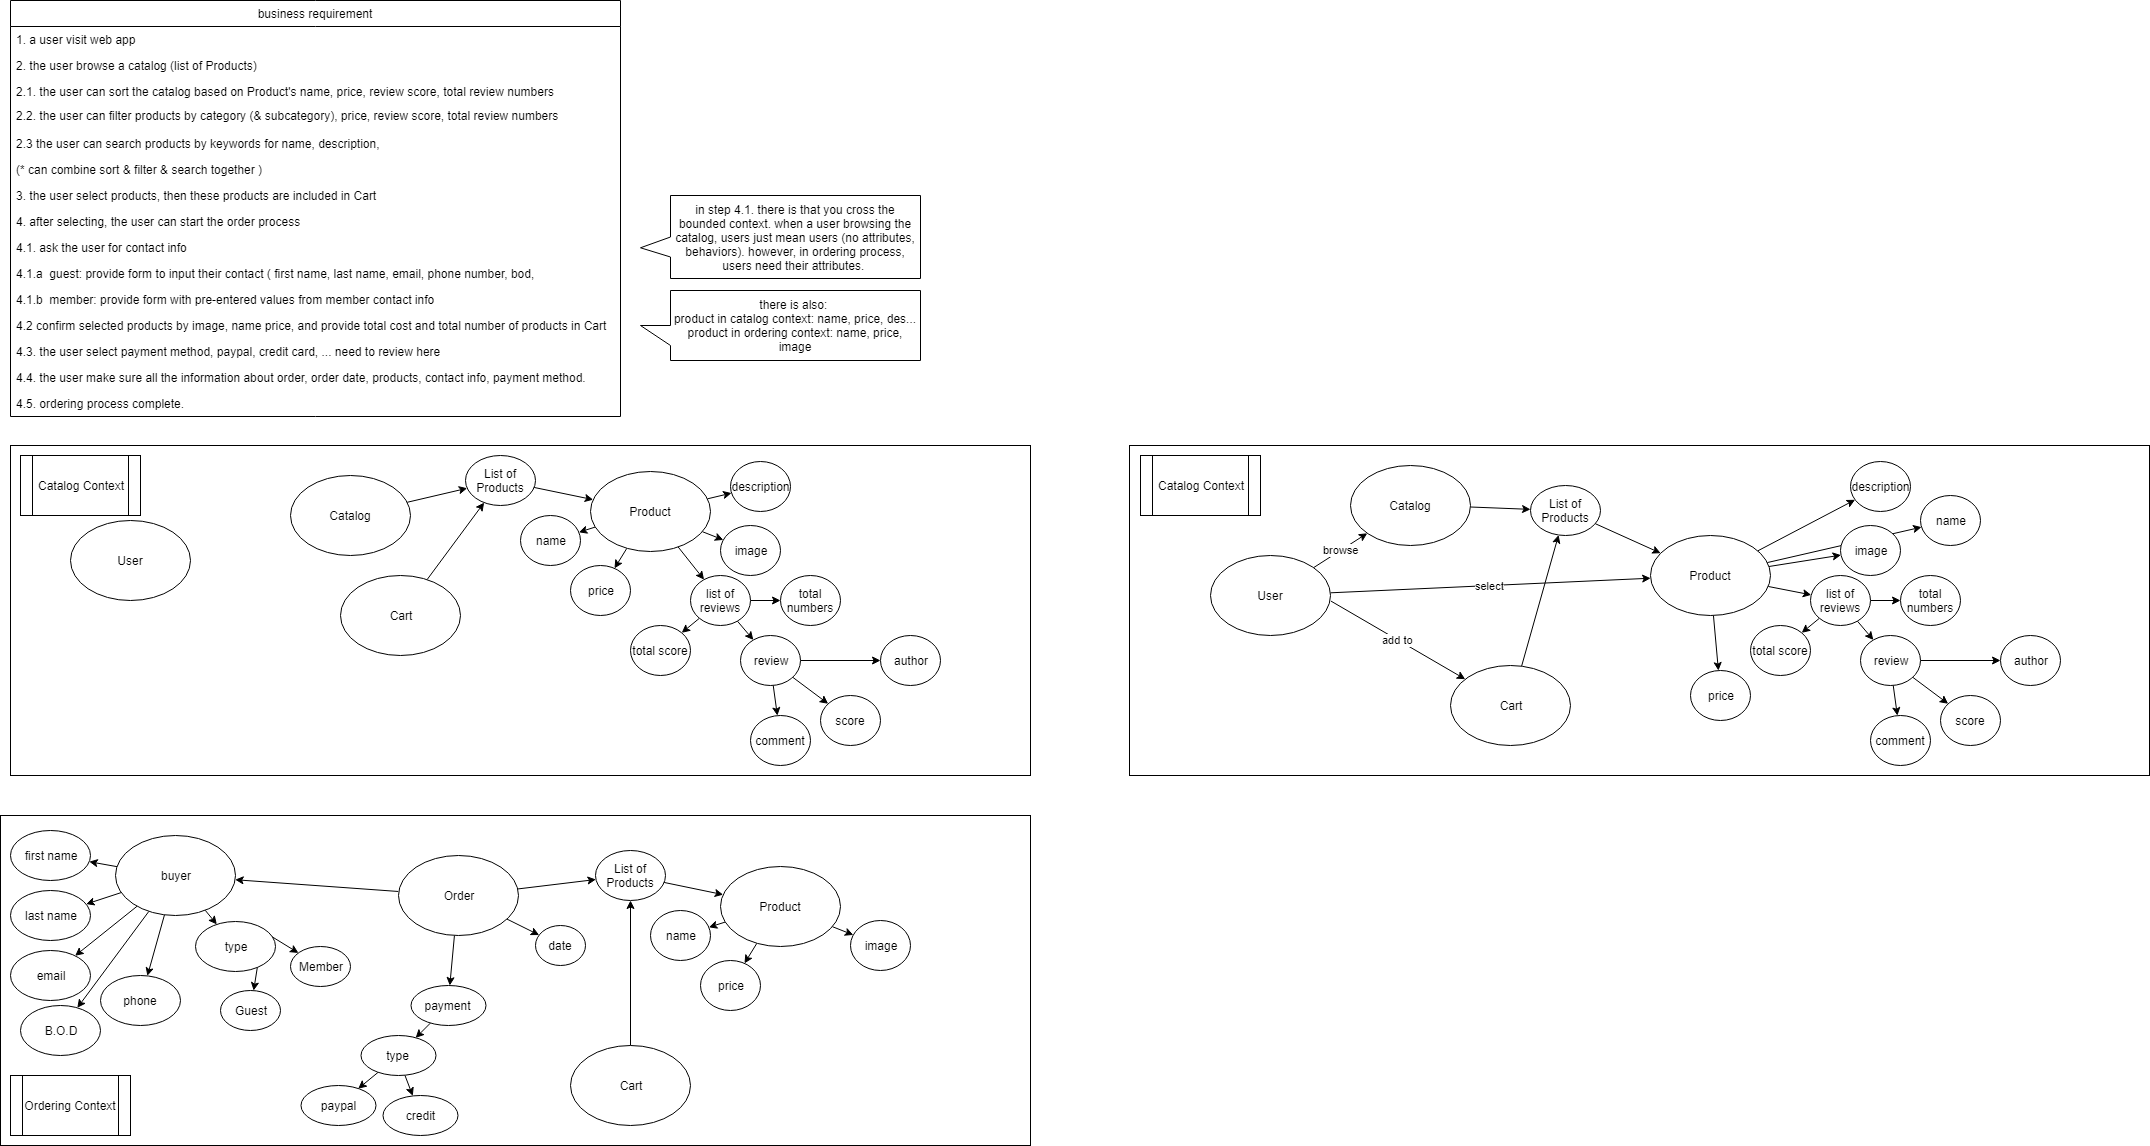 business requirement
1. a user visit web app
2. the user browse a catalog (list of Products)
2.1. the user can sort the catalog based on Product's name, price, review score, total review numbers
2.2. the user can filter products by category (& subcategory), price, review score, total review numbers
2.3 the user can search products by keywords for name, description,
(* can combine sort & filter & search together )
3. the user select products, then these products are included in Cart
4. after selecting, the user can start the order process
4.1. ask the user for contact info
4.1.a  guest: provide form to input their contact ( first name, last name, email, phone number, bod,
4.1.b  member: provide form with pre-entered values from member contact info
4.2 confirm selected products by image, name price, and provide total cost and total number of products in Cart
4.3. the user select payment method, paypal, credit card, ... need to review here
4.4. the user make sure all the information about order, order date, products, contact info, payment method.
4.5. ordering process complete.
in step 4.1. there is that you cross the
bounded context. when a user browsing the
catalog, users just mean users (no attributes,
behaviors). however, in ordering process,
users need their attributes.
there is also:
product in catalog context: name, price, des...
product in ordering context: name, price,
image
Catalog Context
User
Catalog
Cart
List of
Products
Product
description
name
image
price
list of
reviews
total
numbers
total score
review
author
score
comment
Catalog Context
User
browse
select
add to
Catalog
List of
Products
Cart
Product
description
name
image
list of
reviews
total
numbers
total score
review
author
price
score
comment
first name
last name
email
B.O.D
phone
buyer
type
Member
Guest
Order
date
payment
type
paypal
credit
List of
Products
Product
name
price
image
Cart
Ordering Context